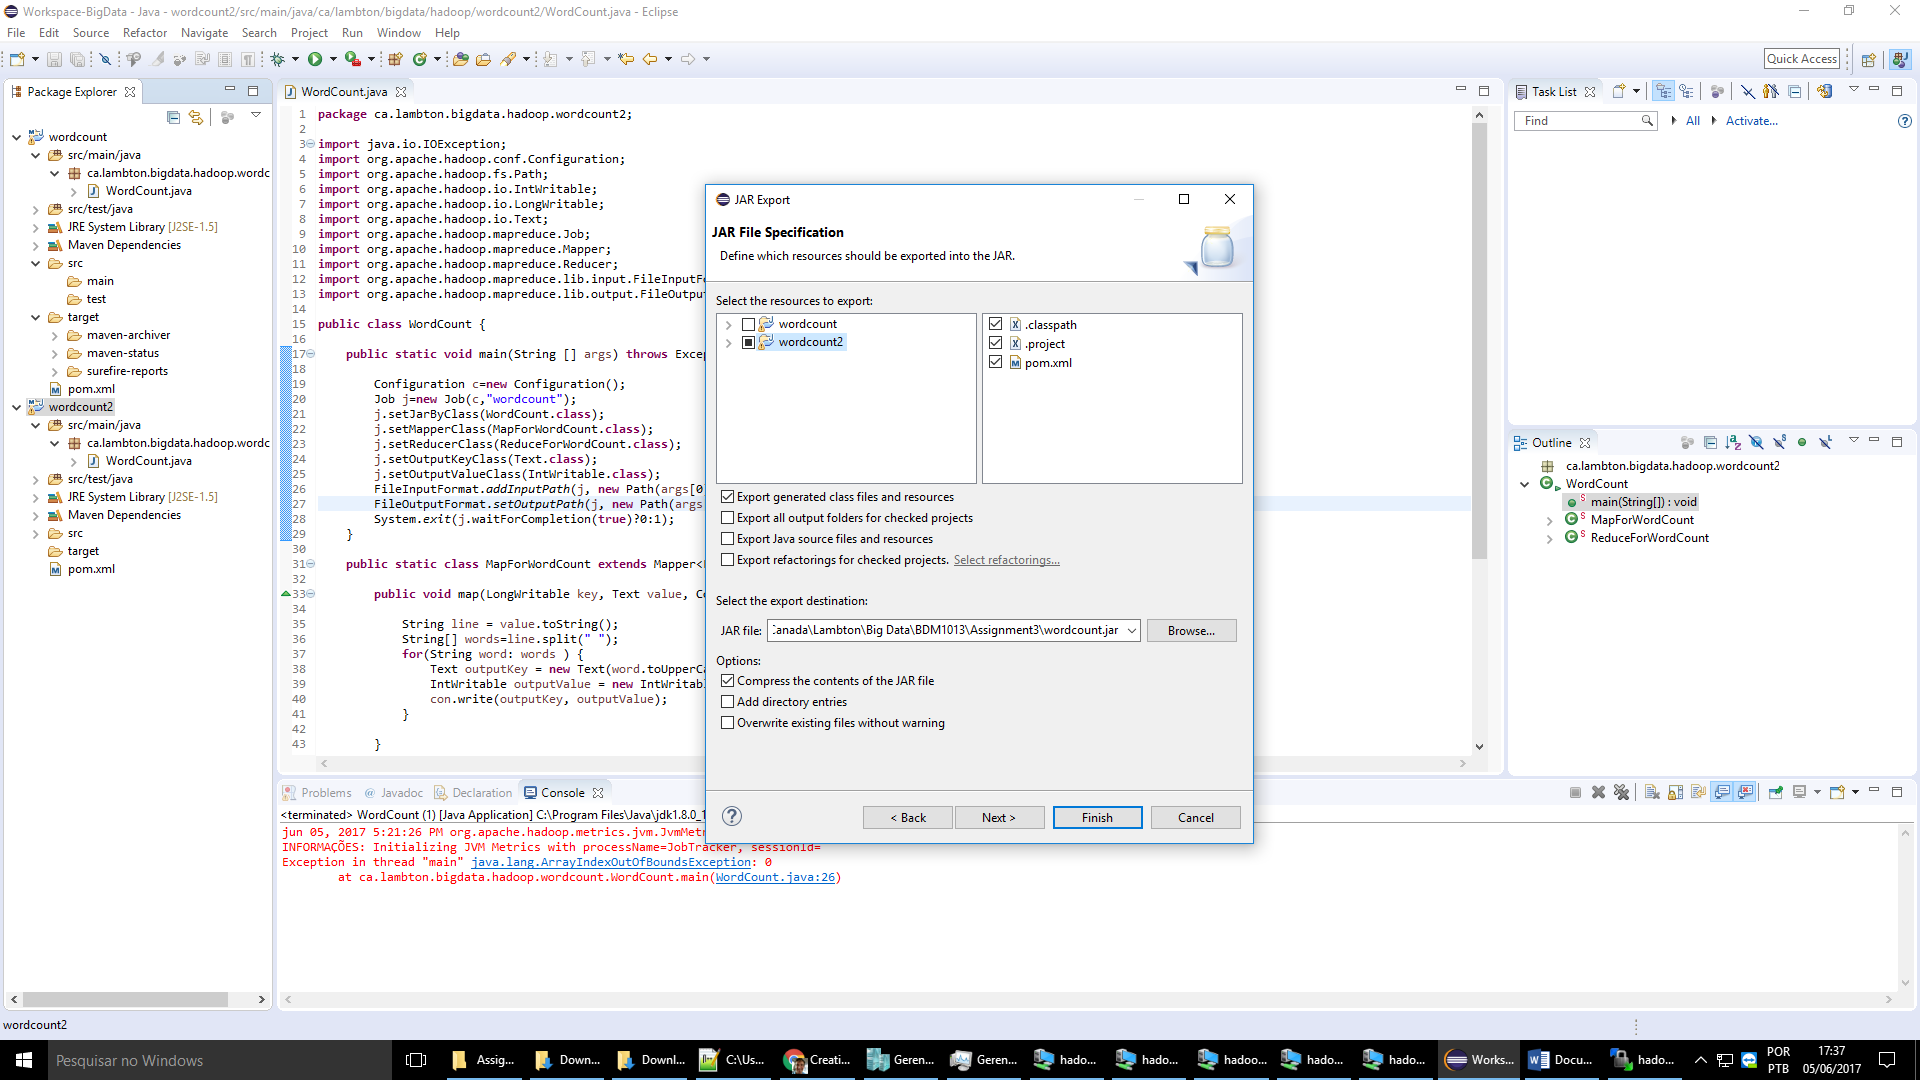 Workspace-BigData - Java - wordcount2/src/main/java/ca/lambton/bigdata/hadoop/wordcount2/WordCount.java - Eclipse
File Edit Source Refactor Navigate Search Project Run Window Help
Quick Access
Package Explorer
wordcount
src/main/java
ca.lambton.bigdata.hadoop.wordc
WordCount.java
src/test/java
JRE System Library [J2SE-1.5]
Maven Dependencies
src
main
test
target
maven-archiver
maven-status
surefire-reports
pom.xml
wordcount2
src/main/java
ca.lambton.bigdata.hadoop.wordc
WordCount.java
src/test/java
JRE System Library [J2SE-1.5]
Maven Dependencies
src
target
pom.xml
WordCount.java
1 package ca.lambton.bigdata.hadoop.wordcount2;
2
3 import java.io.IOException;
4 import org.apache.hadoop.conf.Configuration;
5 import org.apache.hadoop.fs.Path;
6 import org.apache.hadoop.io.IntWritable;
7 import org.apache.hadoop.io.LongWritable;
8 import org.apache.hadoop.io.Text;
9 import org.apache.hadoop.mapreduce.Job;
10 import org.apache.hadoop.mapreduce.Mapper;
11 import org.apache.hadoop.mapreduce.Reducer;
12 import org.apache.hadoop.mapreduce.lib.input.FileInputFo
13 import org.apache.hadoop.mapreduce.lib.output.FileOutpu
14
15 public class WordCount {
16
17 public static void main(String [] args) throws Excep
18
19 Configuration c=new Configuration();
20 Job j=new Job(c,"wordcount");
21 j.setJarByClass(WordCount.class);
22 j.setMapperClass(MapForWordCount.class);
23 j.setReducerClass(ReduceForWordCount.class);
24 j.setOutputKeyClass(Text.class);
25 j.setOutputValueClass(IntWritable.class);
26 FileInputFormat.addInputPath(j, new Path(args[0
27 FileOutputFormat.setOutputPath(j, new Path(args
28 System.exit(j.waitForCompletion(true)?0:1);
29 }
30
31 public static class MapForWordCount extends Mapper<
32
33 public void map(LongWritable key, Text value, Co
34
35 String line = value.toString();
36 String[] words=line.split(" ");
37 for(String word: words ) {
38 Text outputKey = new Text(word.toUpperCa
39 IntWritable outputValue = new IntWritabl
40 con.write(outputKey, outputValue);
41 }
42
43 }
JAR Export
JAR File Specification
Define which resources should be exported into the JAR.
Select the resources to export:
wordcount
wordcount2
.classpath
.project
pom.xml
Export generated class files and resources
Export all output folders for checked projects
Export Java source files and resources
Export refactorings for checked projects. Select refactorings...
Select the export destination:
JAR file: Canada\Lambton\Big Data\BDM1013\Assignment3\wordcount.jar Browse...
Options:
Compress the contents of the JAR file
Add directory entries
Overwrite existing files without warning
< Back Next > Finish Cancel
Task List
Find All Activate...
Outline
ca.lambton.bigdata.hadoop.wordcount2
WordCount
main(String[]) : void
MapForWordCount
ReduceForWordCount
Problems Javadoc Declaration Console
<terminated> WordCount (1) [Java Application] C:\Program Files\Java\jdk1.8.0_1
jun 05, 2017 5:21:26 PM org.apache.hadoop.metrics.jvm.JvmMetr
INFORMAÇÕES: Initializing JVM Metrics with processName=JobTracker, sessionId=
Exception in thread "main" java.lang.ArrayIndexOutOfBoundsException: 0
at ca.lambton.bigdata.hadoop.wordcount.WordCount.main(WordCount.java:26)
wordcount2
Pesquisar no Windows
Assig... Down... Downl... C:\Us... Creati... Geren... Geren... hado... hado... hado... hado... hado... Works... Docu... hado...
POR
PTB
17:37
05/06/2017